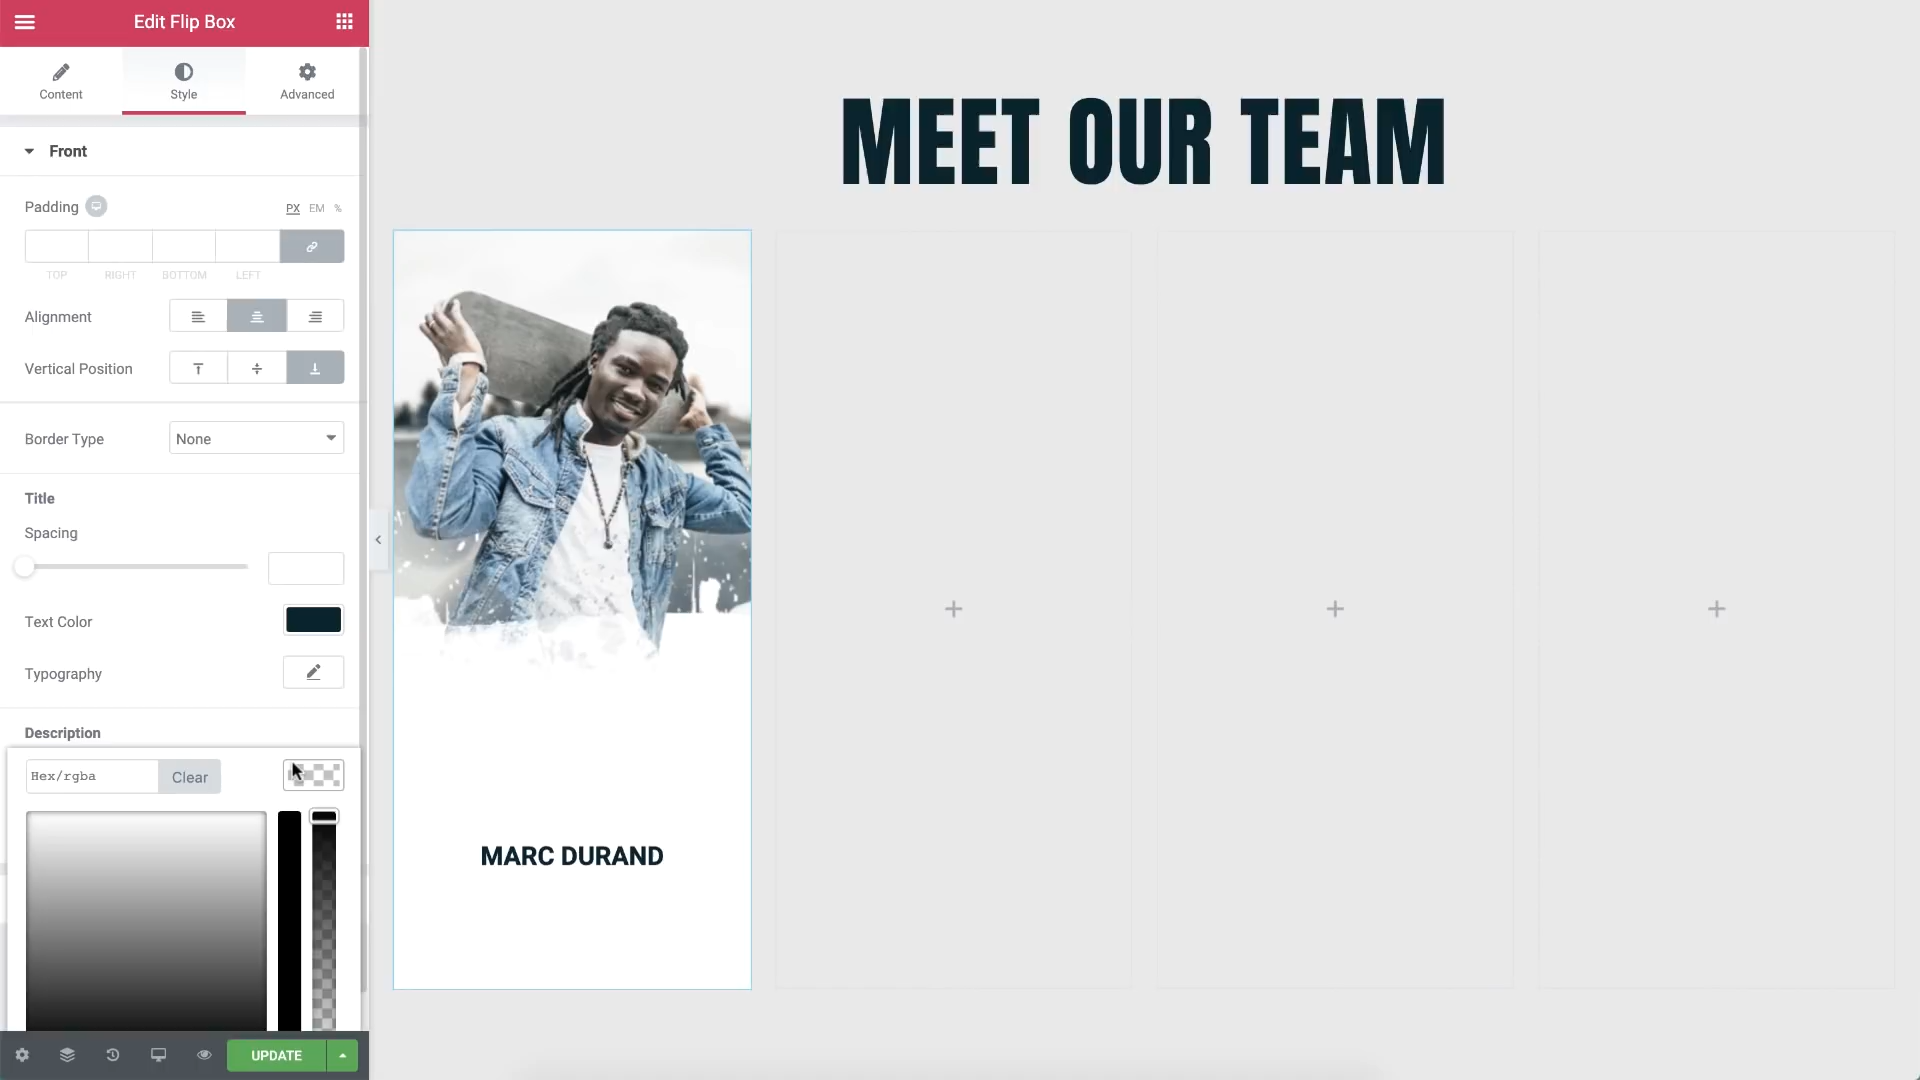 Edit Flip Box
Content
Style
Advanced
Front
Padding
PX EM %
TOP RIGHT BOTTOM LEFT
Alignment
Vertical Position
Border Type
None
Title
Spacing
Text Color
Typography
Description
Hex/rgba
Clear
UPDATE
MEET OUR TEAM
MARC DURAND